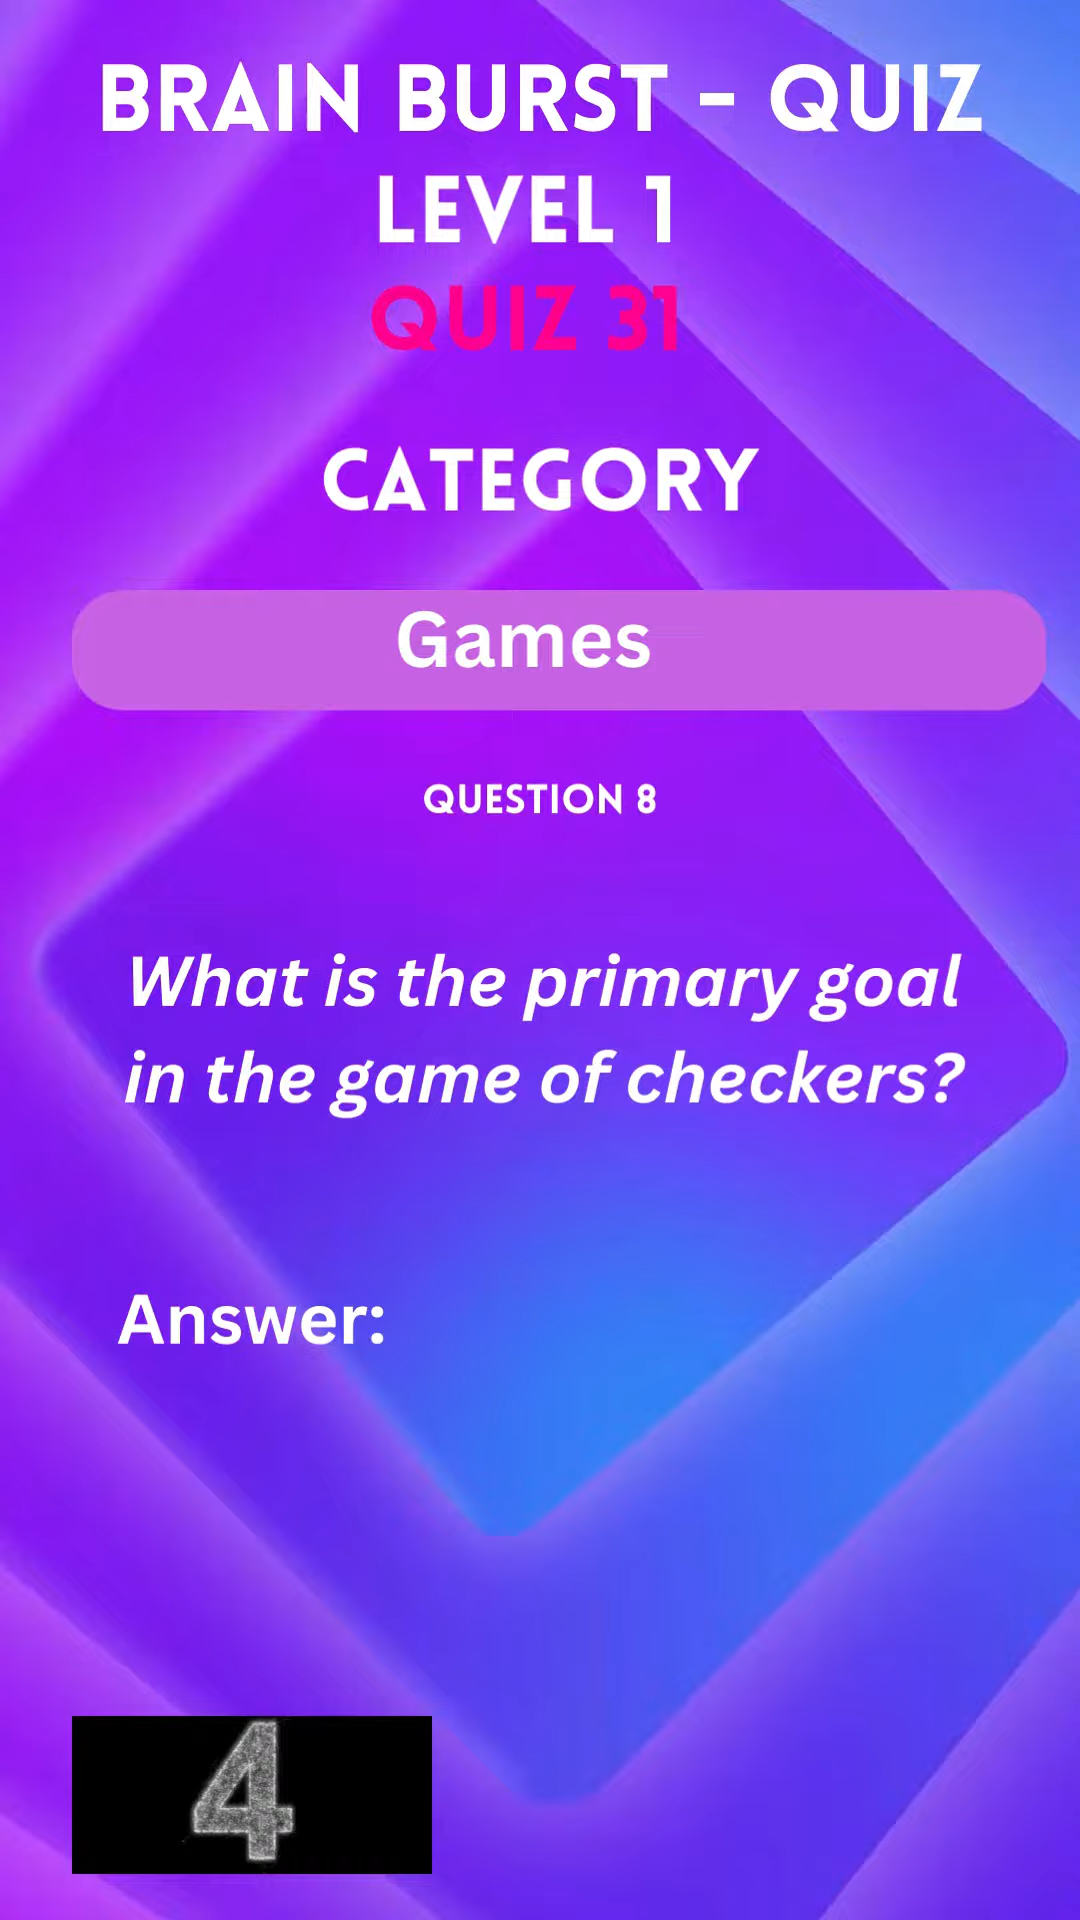 BRAIN BURST - QUIZ
LEVEL 1
QUIZ 31
CATEGORY
Games
QUESTION 8
What is the primary goal
in the game of checkers?
Answer:
4